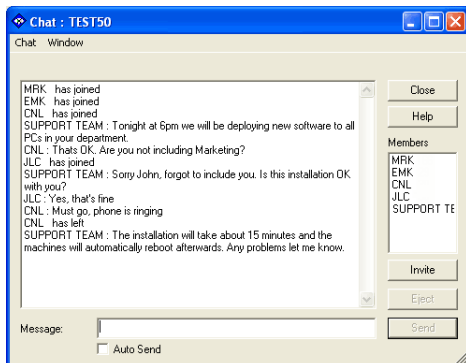 Chat : TEST50
Chat Window
MRK has joined
EMK has joined
CNL has joined
SUPPORT TEAM : Tonight at 6pm we will be deploying new software to all
PCs in your department.
CNL : Thats OK. Are you not including Marketing?
JLC has joined
SUPPORT TEAM : Sorry John, forgot to include you. Is this installation OK
with you?
JLC : Yes, that's fine
CNL : Must go, phone is ringing
CNL has left
SUPPORT TEAM : The installation will take about 15 minutes and the
machines will automatically reboot afterwards. Any problems let me know.
Close
Help
Members
MRK
EMK
CNL
JLC
SUPPORT TE
Invite
Eject
Message:
Send
Auto Send